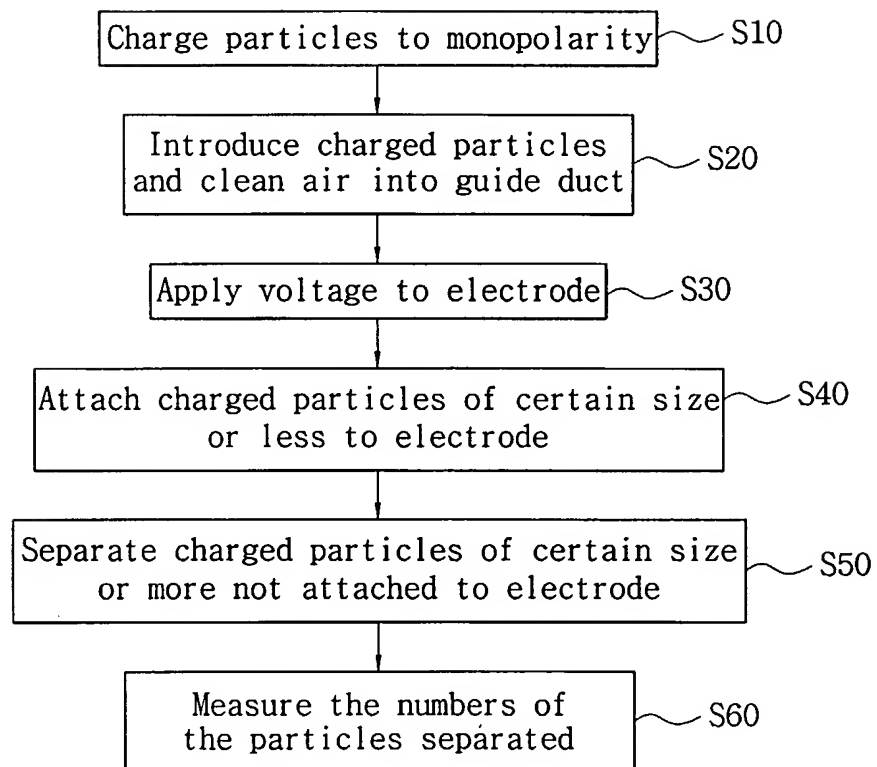 Charge particles to monopolarity
S10
Introduce charged particles
and clean air into guide duct
S20
Apply voltage to electrode
S30
Attach charged particles of certain size
or less to electrode
S40
Separate charged particles of certain size
or more not attached to electrode
S50
Measure the numbers of
the particles separated
S60